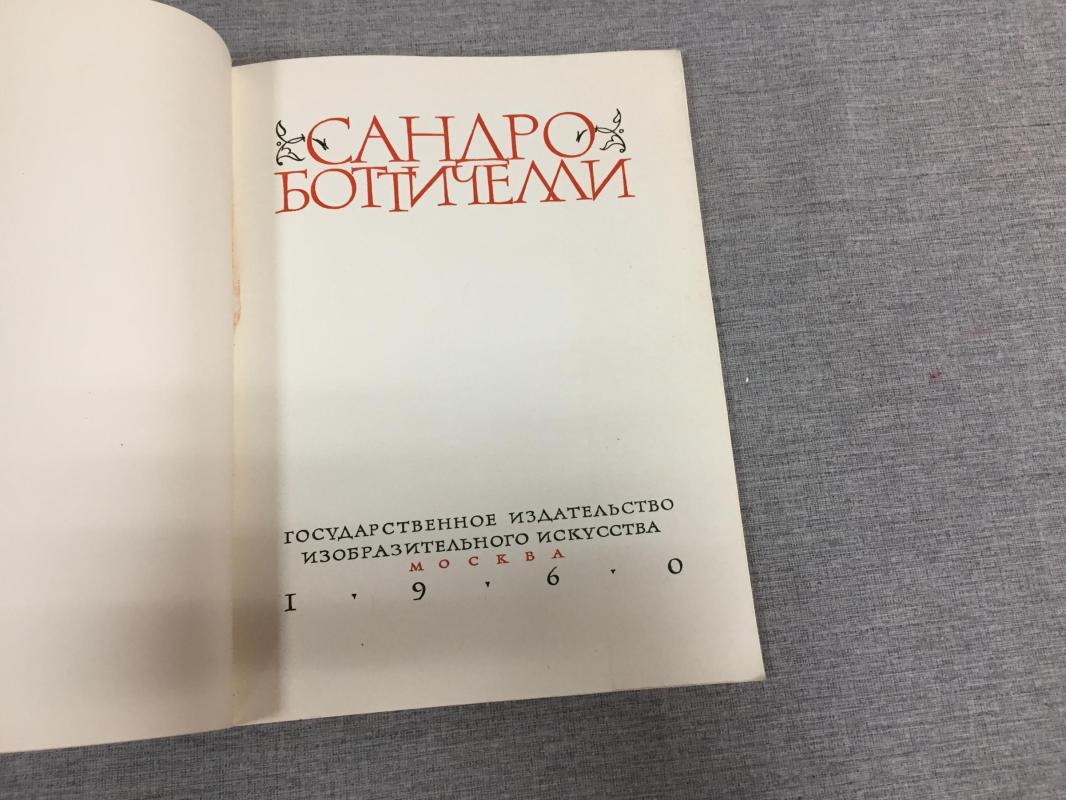 САНДРО
БОТТИЧЕЛЛИ
ГОСУДАРСТВЕННОЕ ИЗДАТЕЛЬСТВО
ИЗОБРАЗИТЕЛЬНОГО ИСКУССТВА
МОСКВА
1 · 9 · 6 · 0